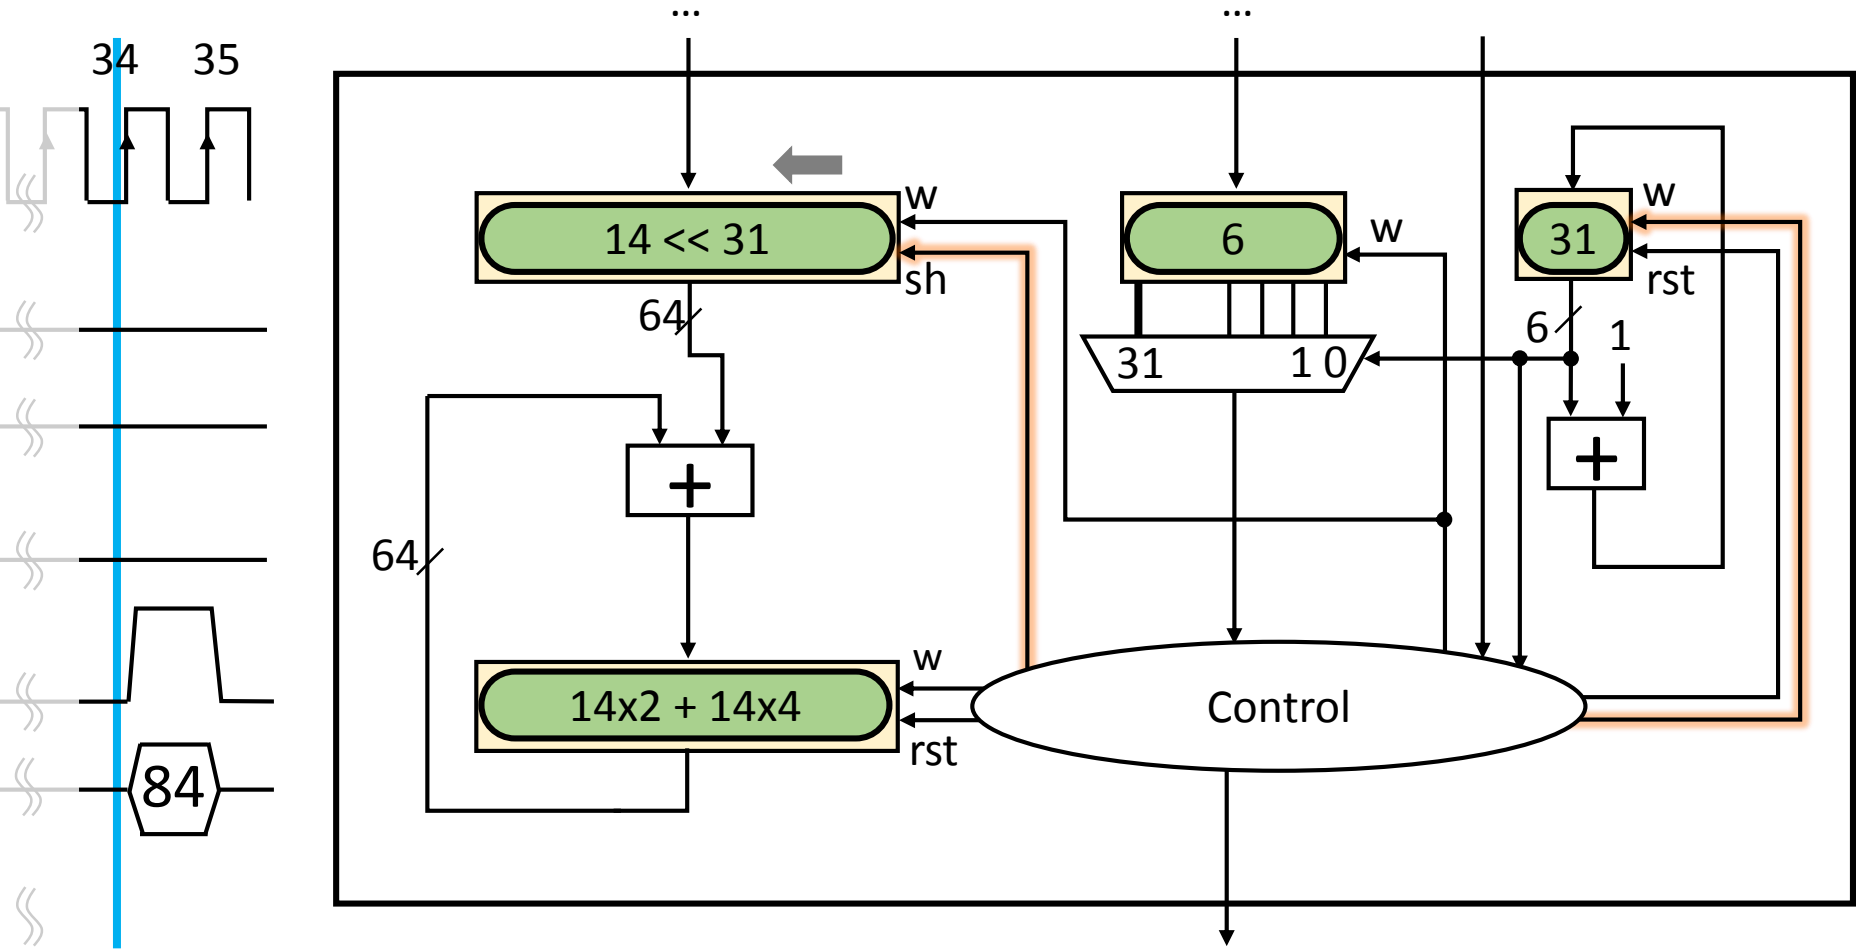 ... ...
34 35
w w w
14 << 31 6 31
sh rst
64 6 1
31 1 0
+
+
64
w
14x2 + 14x4 Control
rst
84